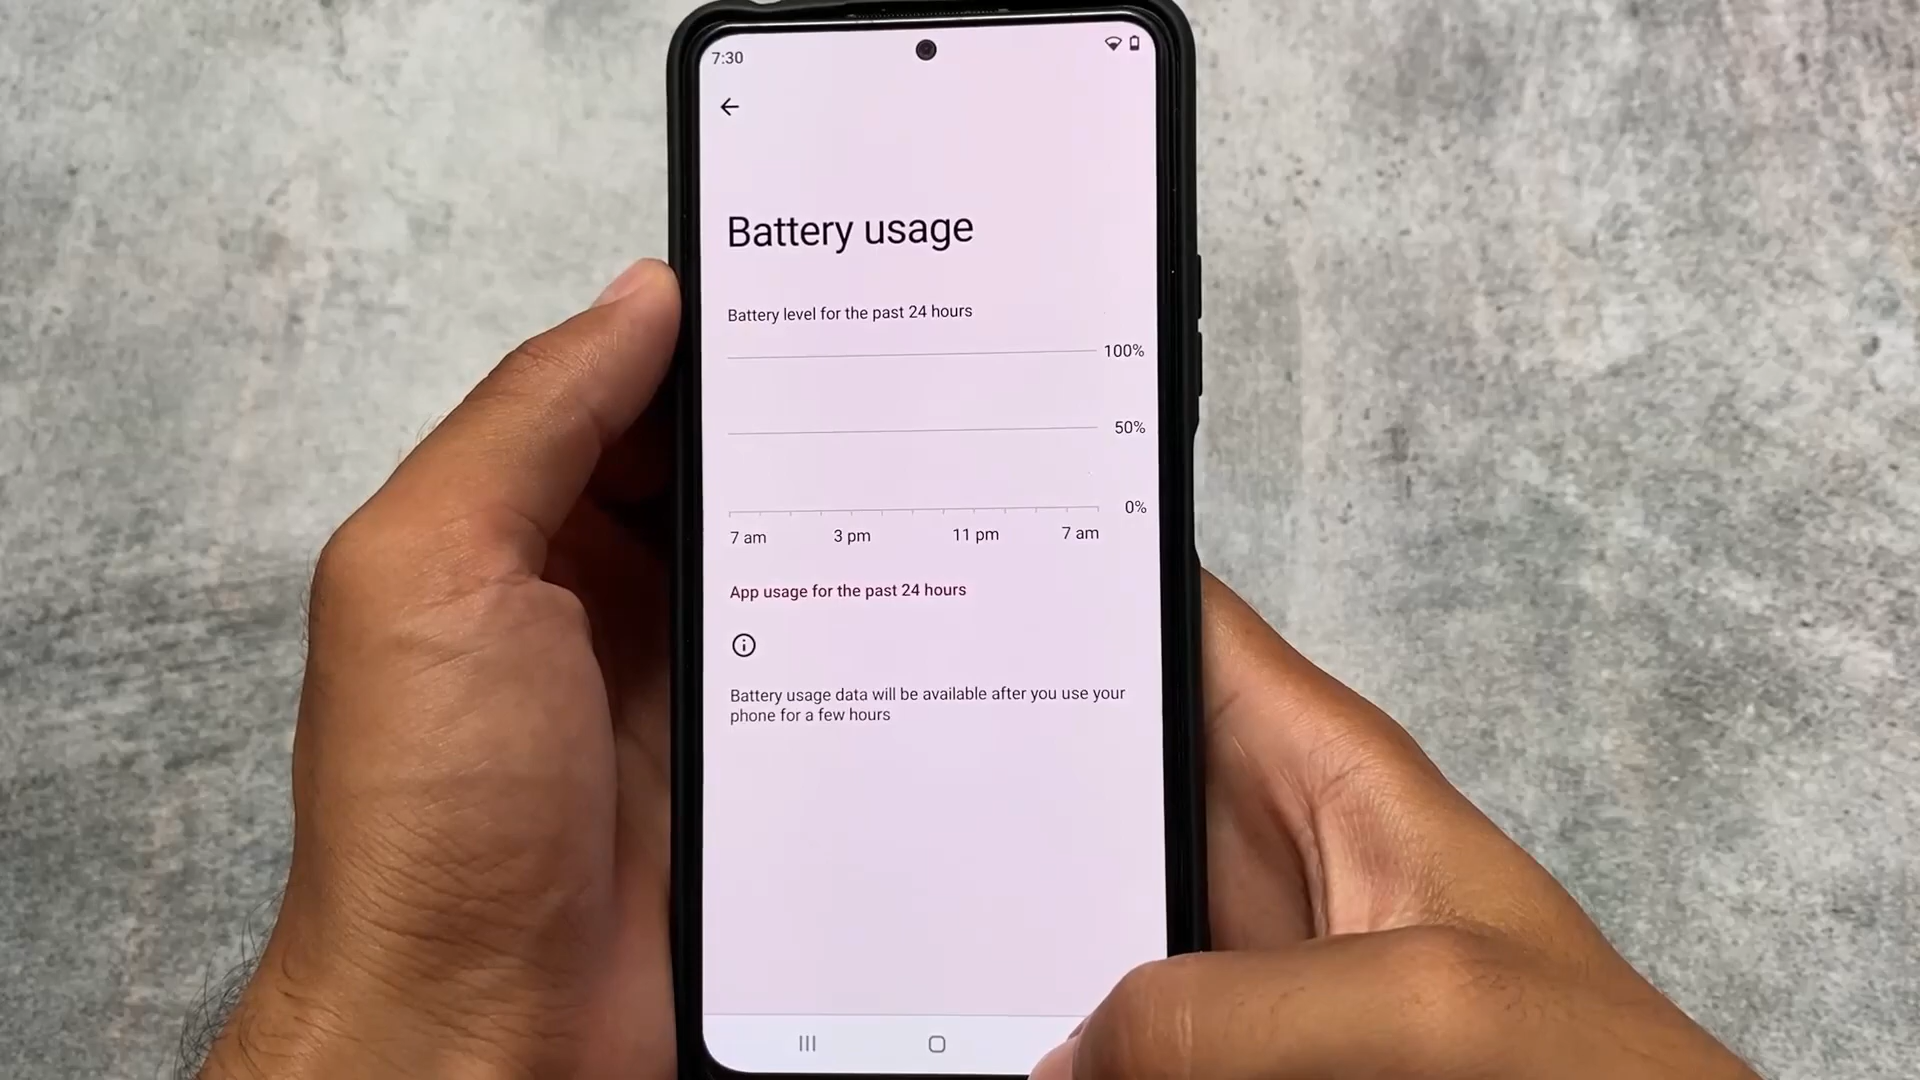 7:30
Battery usage
Battery level for the past 24 hours
100%
50%
0%
7 am 3 pm 11 pm 7 am
App usage for the past 24 hours
Battery usage data will be available after you use your
phone for a few hours